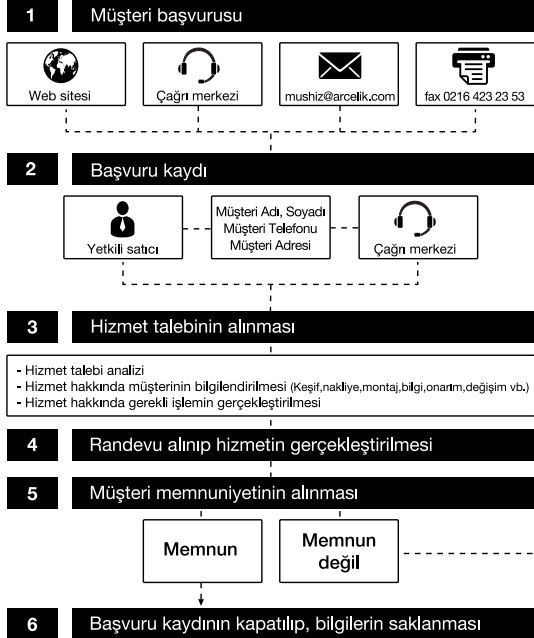 1 Müşteri başvurusu
Web sitesi
Çağrı merkezi
mushiz@arcelik.com
fax 0216 423 23 53
2 Başvuru kaydı
Yetkili satıcı
Müşteri Adı, Soyadı
Müşteri Telefonu
Müşteri Adresi
Çağrı merkezi
3 Hizmet talebinin alınması
- Hizmet talebi analizi
- Hizmet hakkında müşterinin bilgilendirilmesi (Keşif,nakliye,montaj,bilgi,onarım,değişim vb.)
- Hizmet hakkında gerekli işlemin gerçekleştirilmesi
4 Randevu alınıp hizmetin gerçekleştirilmesi
5 Müşteri memnuniyetinin alınması
Memnun
Memnun
değil
6 Başvuru kaydının kapatılıp, bilgilerin saklanması